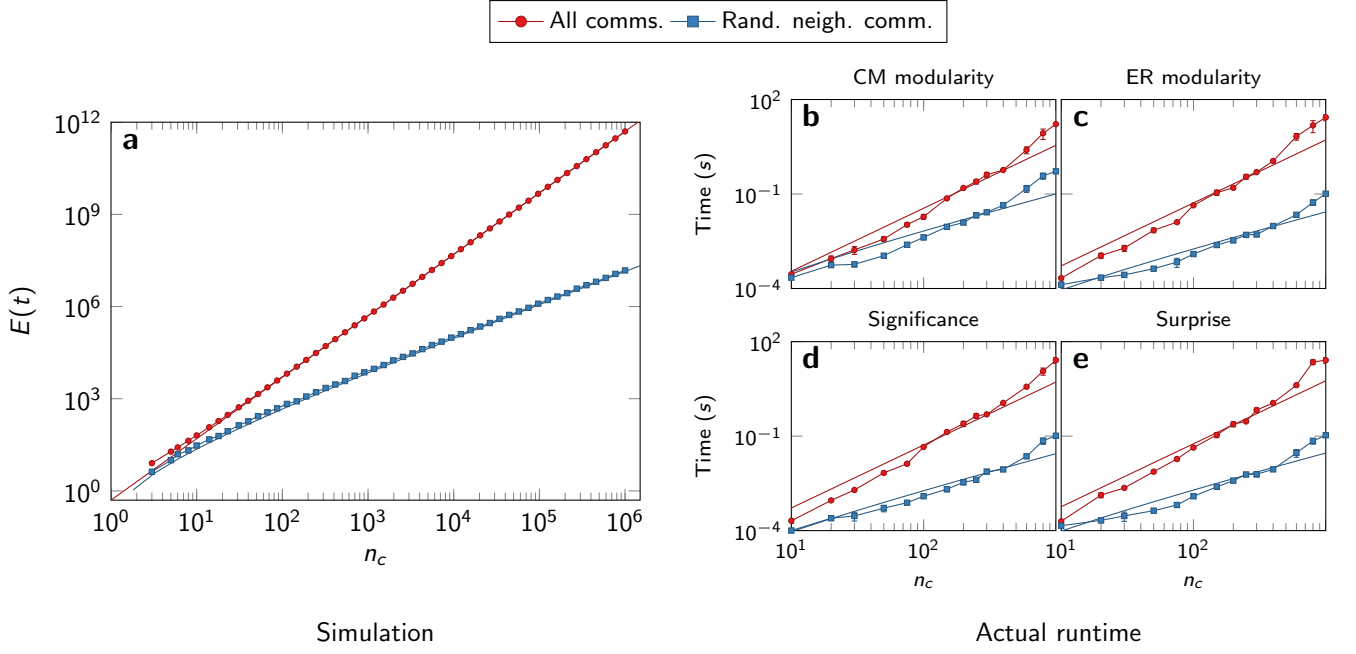 All comms. Rand. neigh. comm.
a
E(t)
10^12
10^9
10^6
10^3
10^0
10^0 10^1 10^2 10^3 10^4 10^5 10^6
n_c
Simulation
CM modularity
b
Time (s)
10^2
10^-1
10^-4
ER modularity
c
Significance
d
Time (s)
10^2
10^-1
10^-4
10^1 10^2
n_c
Surprise
e
10^1 10^2
n_c
Actual runtime